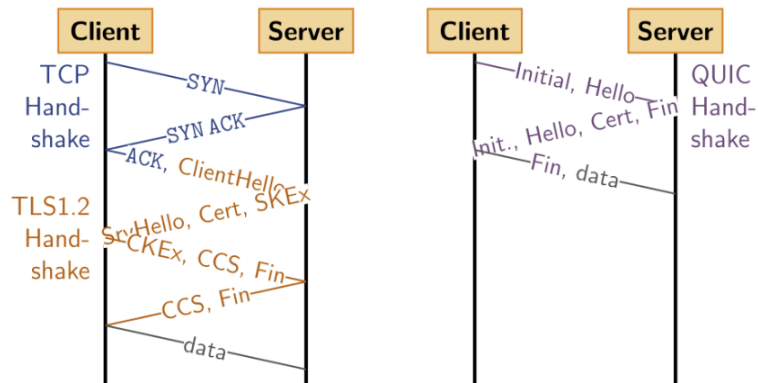 Client
Server
TCP
Hand-
shake
SYN
SYN ACK
ACK, ClientHello
TLS1.2
Hand-
shake
SrvHello, Cert, SKEx
CKEx, CCS, Fin
CCS, Fin
data
Client
Server
Initial, Hello
QUIC
Hand-
shake
Init., Hello, Cert, Fin
Fin, data